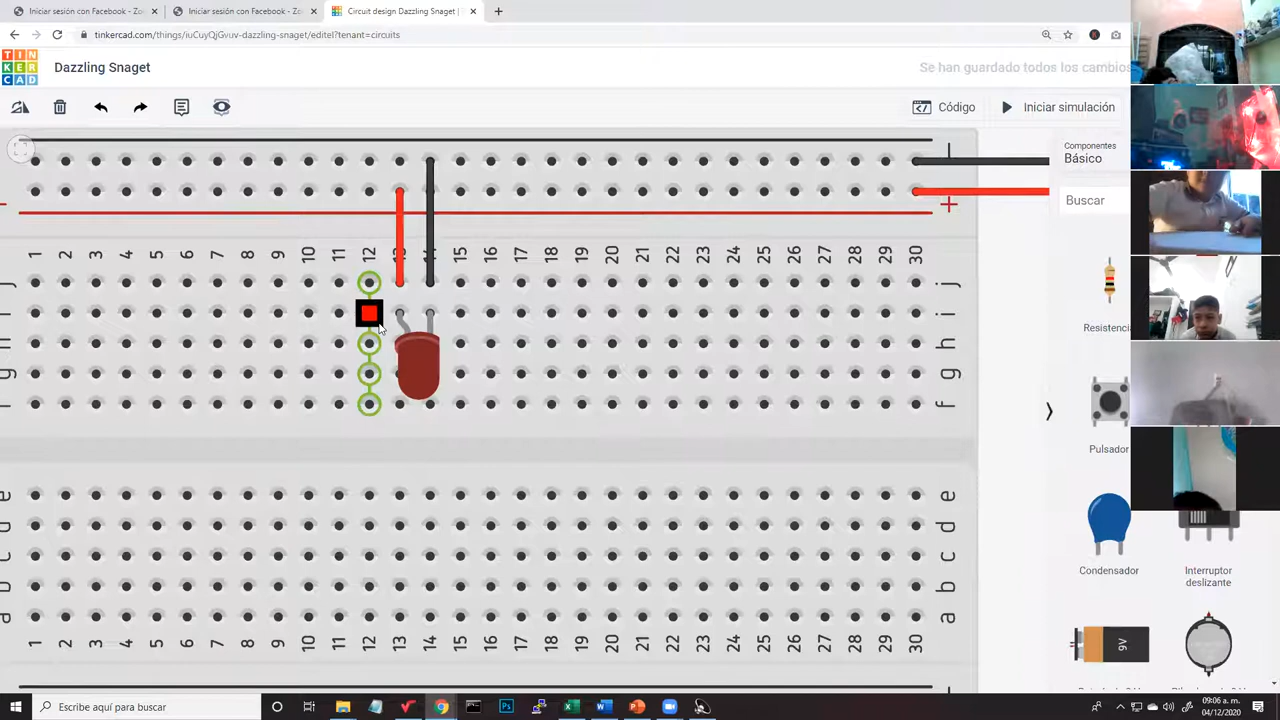 Iniciar sesión con Facebook - Zo
Iniciar sesión con Facebook - Zo
Circuit design Dazzling Snaget |
tinkercad.com/things/iuCuyQjGvuv-dazzling-snaget/editel?tenant=circuits
TIN
KER
CAD
Dazzling Snaget
Se han guardado todos los cambios
Código
Iniciar simulación
Componentes
Básico
Buscar
1 2 3 4 5 6 7 8 9 10 11 12 13 14 15 16 17 18 19 20 21 22 23 24 25 26 27 28 29 30
j j
i i
h h
g g
f f
Resistencia
Pulsador
e e
d d
c c
b b
a a
Condensador
Interruptor
deslizante
1 2 3 4 5 6 7 8 9 10 11 12 13 14 15 16 17 18 19 20 21 22 23 24 25 26 27 28 29 30
9V
Escribe aquí para buscar
09:06 a. m.
04/12/2020